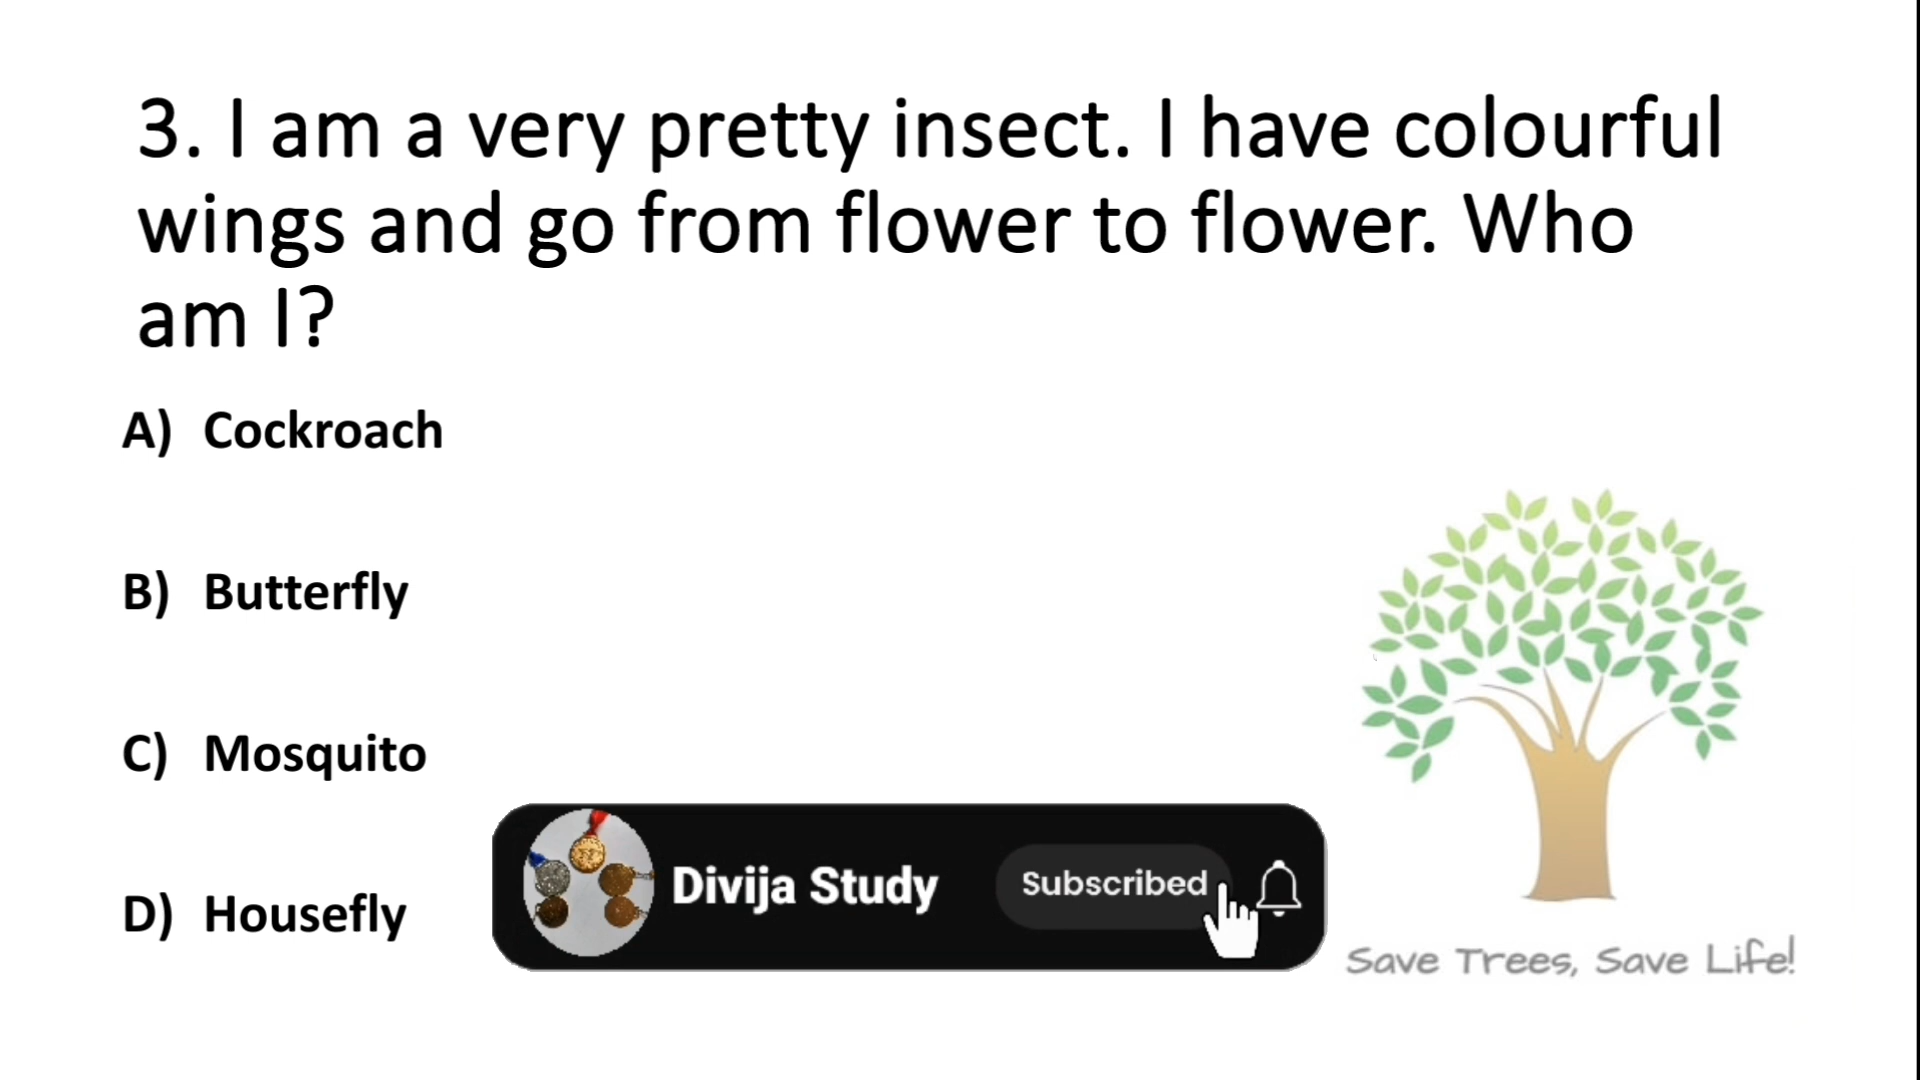 3. I am a very pretty insect. I have colourful
wings and go from flower to flower. Who
am I?
A) Cockroach
B) Butterfly
C) Mosquito
D) Housefly
Divija Study
Subscribed
Save Trees, Save Life!